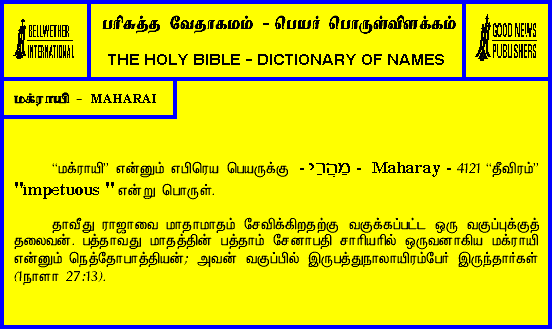 BELLWETHER
INTERNATIONAL
பரிசுத்த வேதாகமம் - பெயர் பொருள்விளக்கம்
THE HOLY BIBLE - DICTIONARY OF NAMES
GOOD NEWS
PUBLISHERS
மக்ராயி - MAHARAI
“மக்ராயி” என்னும் எபிரெய பெயருக்கு - מַהְרַי - Maharay - 4121 “தீவிரம்”
"impetuous " என்று பொருள்.
தாவீது ராஜாவை மாதாமாதம் சேவிக்கிறதற்கு வகுக்கப்பட்ட ஒரு வகுப்புக்குத்
தலைவன். பத்தாவது மாதத்தின் பத்தாம் சேனாபதி சாரியரில் ஒருவனாகிய மக்ராயி
என்னும் நெத்தோபாத்தியன்; அவன் வகுப்பில் இருபத்துநாலாயிரம்பேர் இருந்தார்கள்
(1நாளா 27:13).